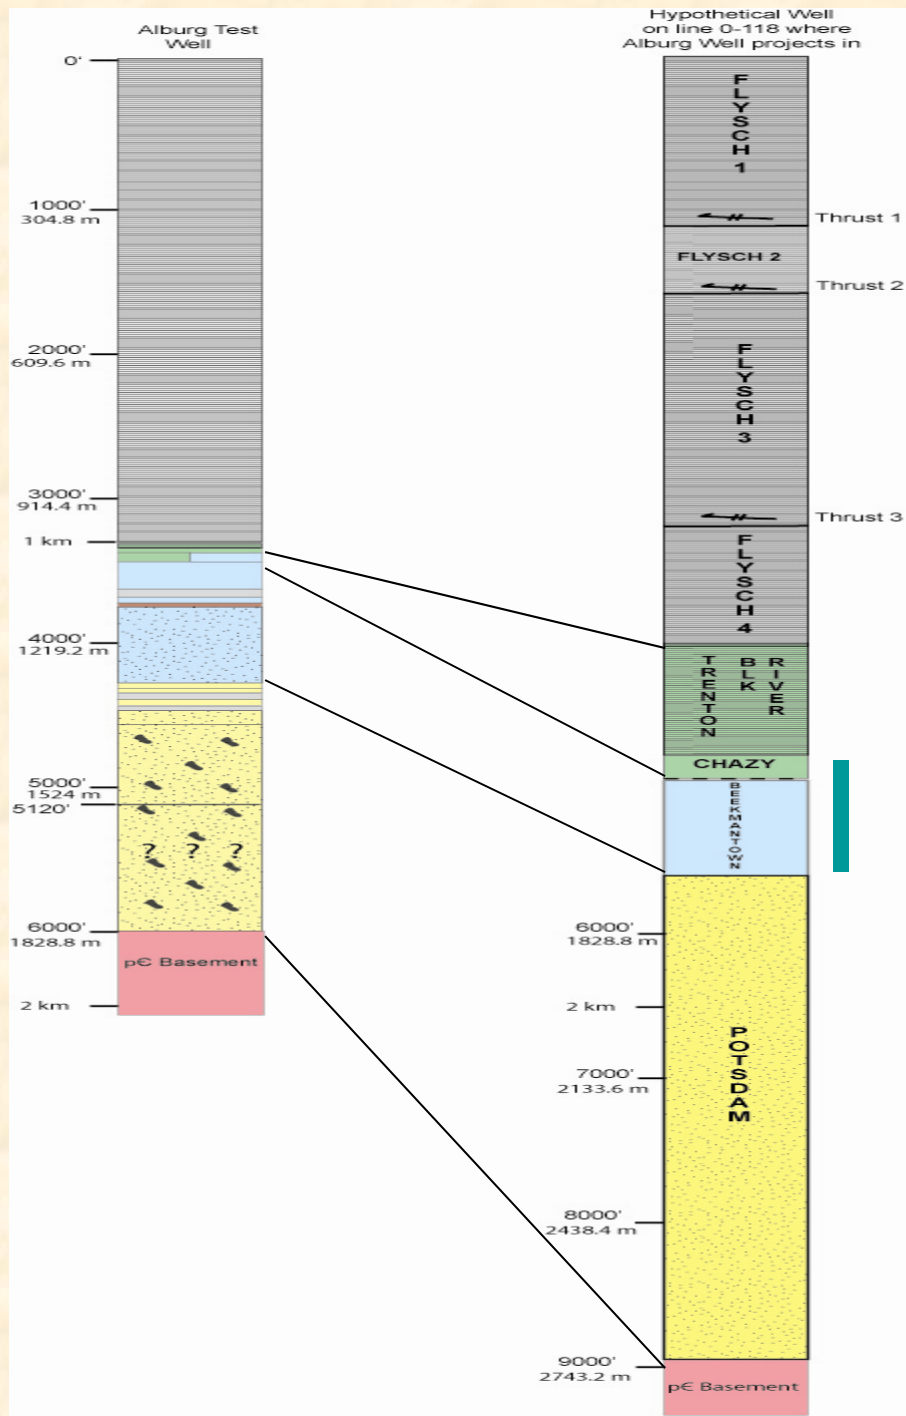 Alburg Test
Well
0'
1000'
304.8 m
2000'
609.6 m
3000'
914.4 m
1 km
4000'
1219.2 m
5000'
1524 m
5120'
? ? ?
6000'
1828.8 m
pЄ Basement
2 km
Hypothetical Well
on line 0-118 where
Alburg Well projects in
FLYSCH 1
Thrust 1
FLYSCH 2
Thrust 2
FLYSCH 3
Thrust 3
FLYSCH 4
TRENTON
BLK
RIVER
CHAZY
BEEKMANTOWN
6000'
1828.8 m
2 km
POTSDAM
7000'
2133.6 m
8000'
2438.4 m
9000'
2743.2 m
pЄ Basement